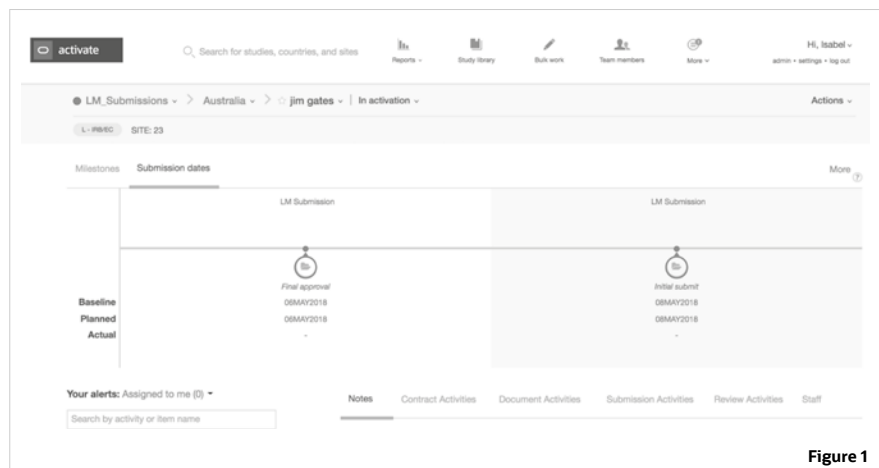 activate
Search for studies, countries, and sites
Reports
Study library
Bulk work
Team members
More
Hi, Isabel
admin • settings • log out
LM_Submissions > Australia > jim gates | In activation
Actions
L - IRB/EC SITE: 23
Milestones Submission dates
More ?
LM Submission LM Submission
Final approval Initial submit
Baseline 08MAY2018 08MAY2018
Planned 08MAY2018 08MAY2018
Actual - -
Your alerts: Assigned to me (0)
Search by activity or item name
Notes Contract Activities Document Activities Submission Activities Review Activities Staff
Figure 1